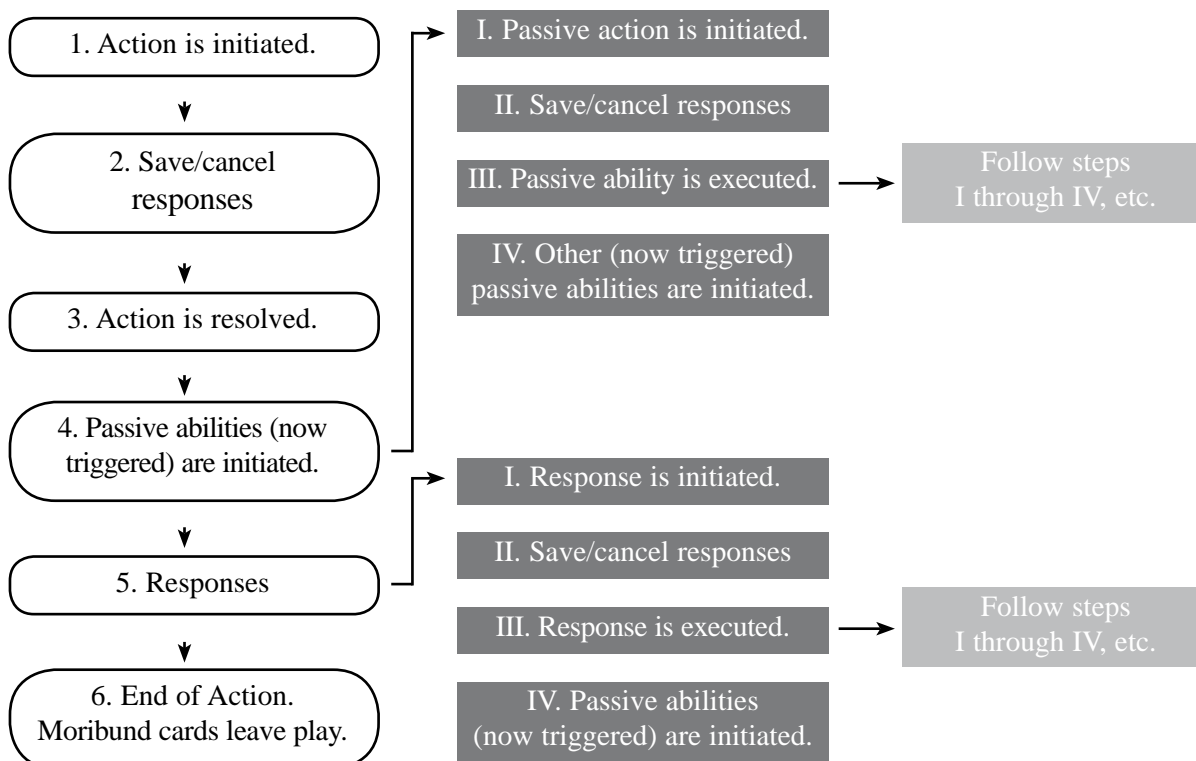 1. Action is initiated.
2. Save/cancel
responses
3. Action is resolved.
4. Passive abilities (now
triggered) are initiated.
5. Responses
6. End of Action.
Moribund cards leave play.
I. Passive action is initiated.
II. Save/cancel responses
III. Passive ability is executed.
IV. Other (now triggered)
passive abilities are initiated.
Follow steps
I through IV, etc.
I. Response is initiated.
II. Save/cancel responses
III. Response is executed.
IV. Passive abilities
(now triggered) are initiated.
Follow steps
I through IV, etc.